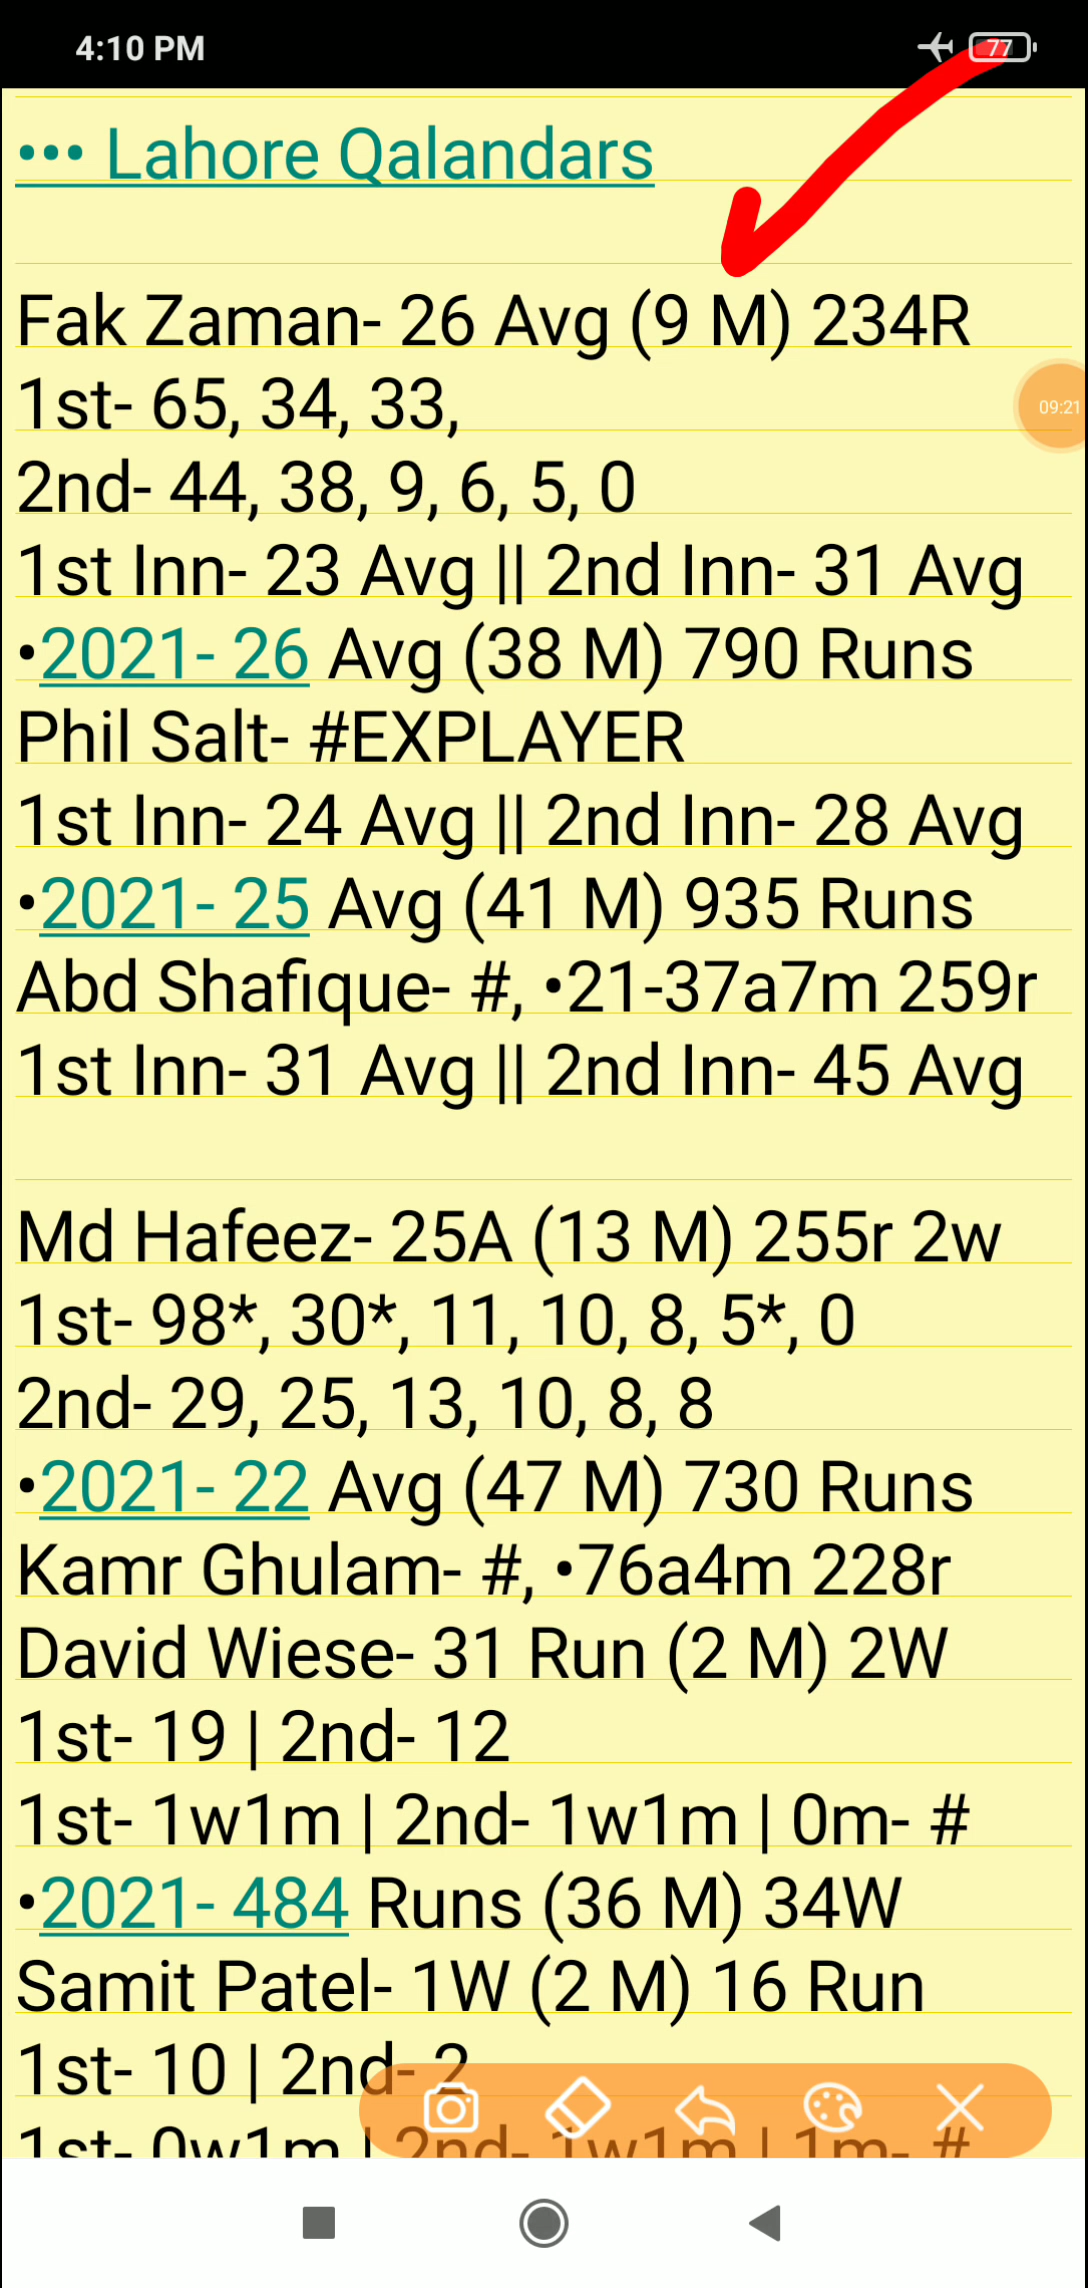 4:10 PM 77
••• Lahore Qalandars
Fak Zaman- 26 Avg (9 M) 234R
1st- 65, 34, 33,
09:21
2nd- 44, 38, 9, 6, 5, 0
1st Inn- 23 Avg || 2nd Inn- 31 Avg
•2021- 26 Avg (38 M) 790 Runs
Phil Salt- #EXPLAYER
1st Inn- 24 Avg || 2nd Inn- 28 Avg
•2021- 25 Avg (41 M) 935 Runs
Abd Shafique- #, •21-37a7m 259r
1st Inn- 31 Avg || 2nd Inn- 45 Avg
Md Hafeez- 25A (13 M) 255r 2w
1st- 98*, 30*, 11, 10, 8, 5*, 0
2nd- 29, 25, 13, 10, 8, 8
•2021- 22 Avg (47 M) 730 Runs
Kamr Ghulam- #, •76a4m 228r
David Wiese- 31 Run (2 M) 2W
1st- 19 | 2nd- 12
1st- 1w1m | 2nd- 1w1m | 0m- #
•2021- 484 Runs (36 M) 34W
Samit Patel- 1W (2 M) 16 Run
1st- 10 | 2nd- 2
1st- 0w1m | 2nd- 1w1m | 1m- #